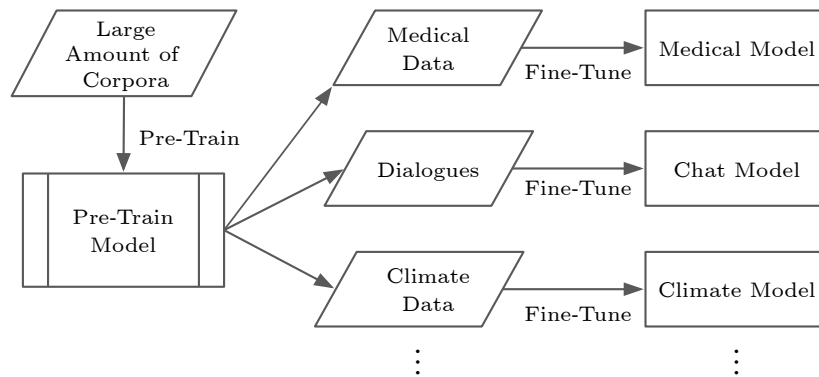 Large
Amount of
Corpora
Pre-Train
Pre-Train
Model
Medical
Data
Fine-Tune
Medical Model
Dialogues
Fine-Tune
Chat Model
Climate
Data
Fine-Tune
Climate Model
⋮
⋮